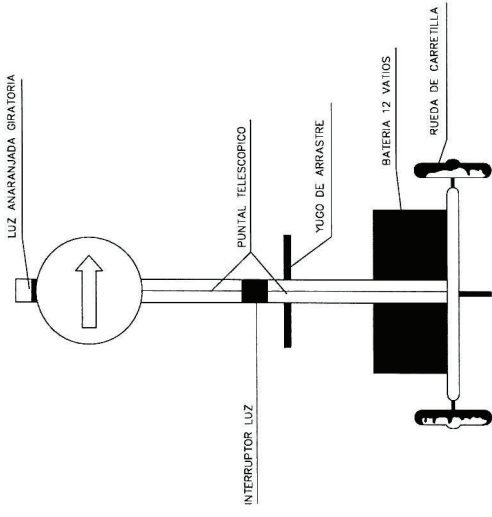 LUZ ANARANJADA GIRATORIA
PUNTAL TELESCOPICO
YUGO DE ARRASTRE
BATERIA 12 VATIOS
RUEDA DE CARRETILLA
INTERRUPTOR LUZ